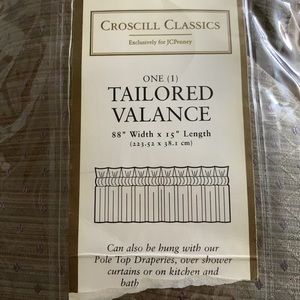 CROSCILL CLASSICS
Exclusively for JCPenney
ONE (1)
TAILORED
VALANCE
88" Width x 15" Length
(223.52 x 38.1 cm)
Can also be hung with our
Pole Top Draperies, over shower
curtains or on kitchen and
bath